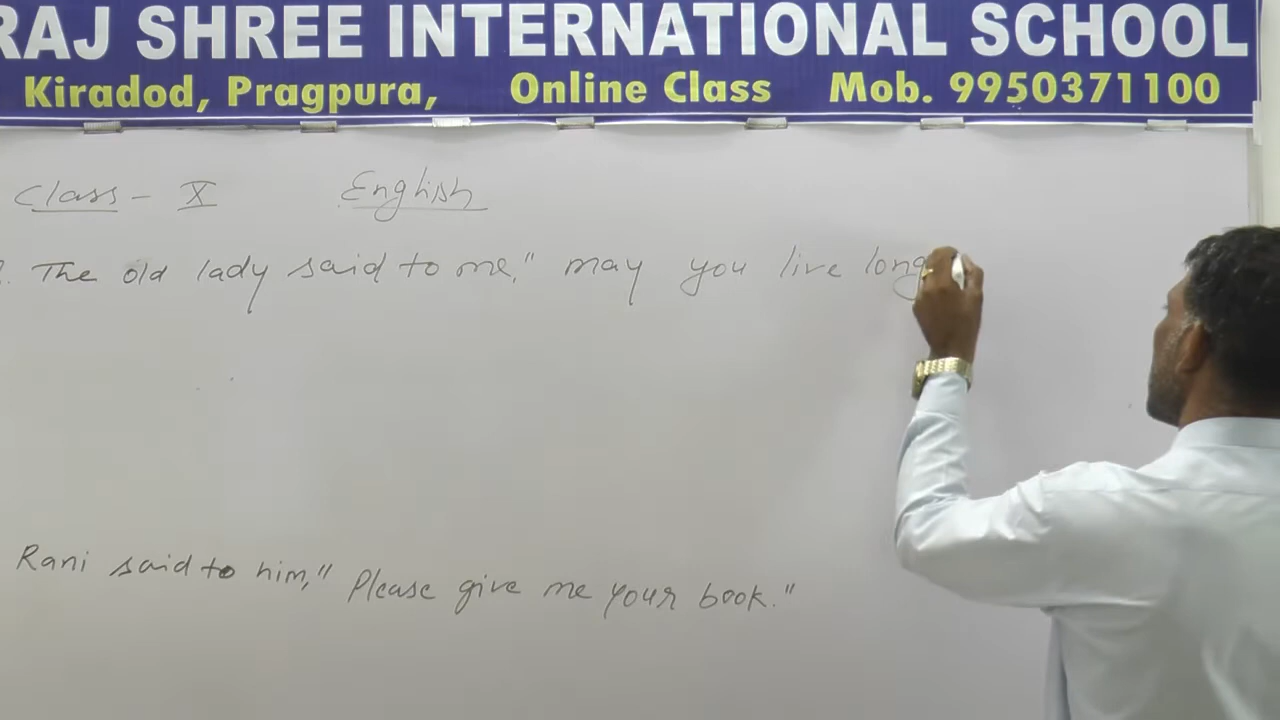 RAJ SHREE INTERNATIONAL SCHOOL
Kiradod, Pragpura, Online Class Mob. 9950371100
Class - X English
The old lady said to me," may you live long
Rani said to him," Please give me your book."